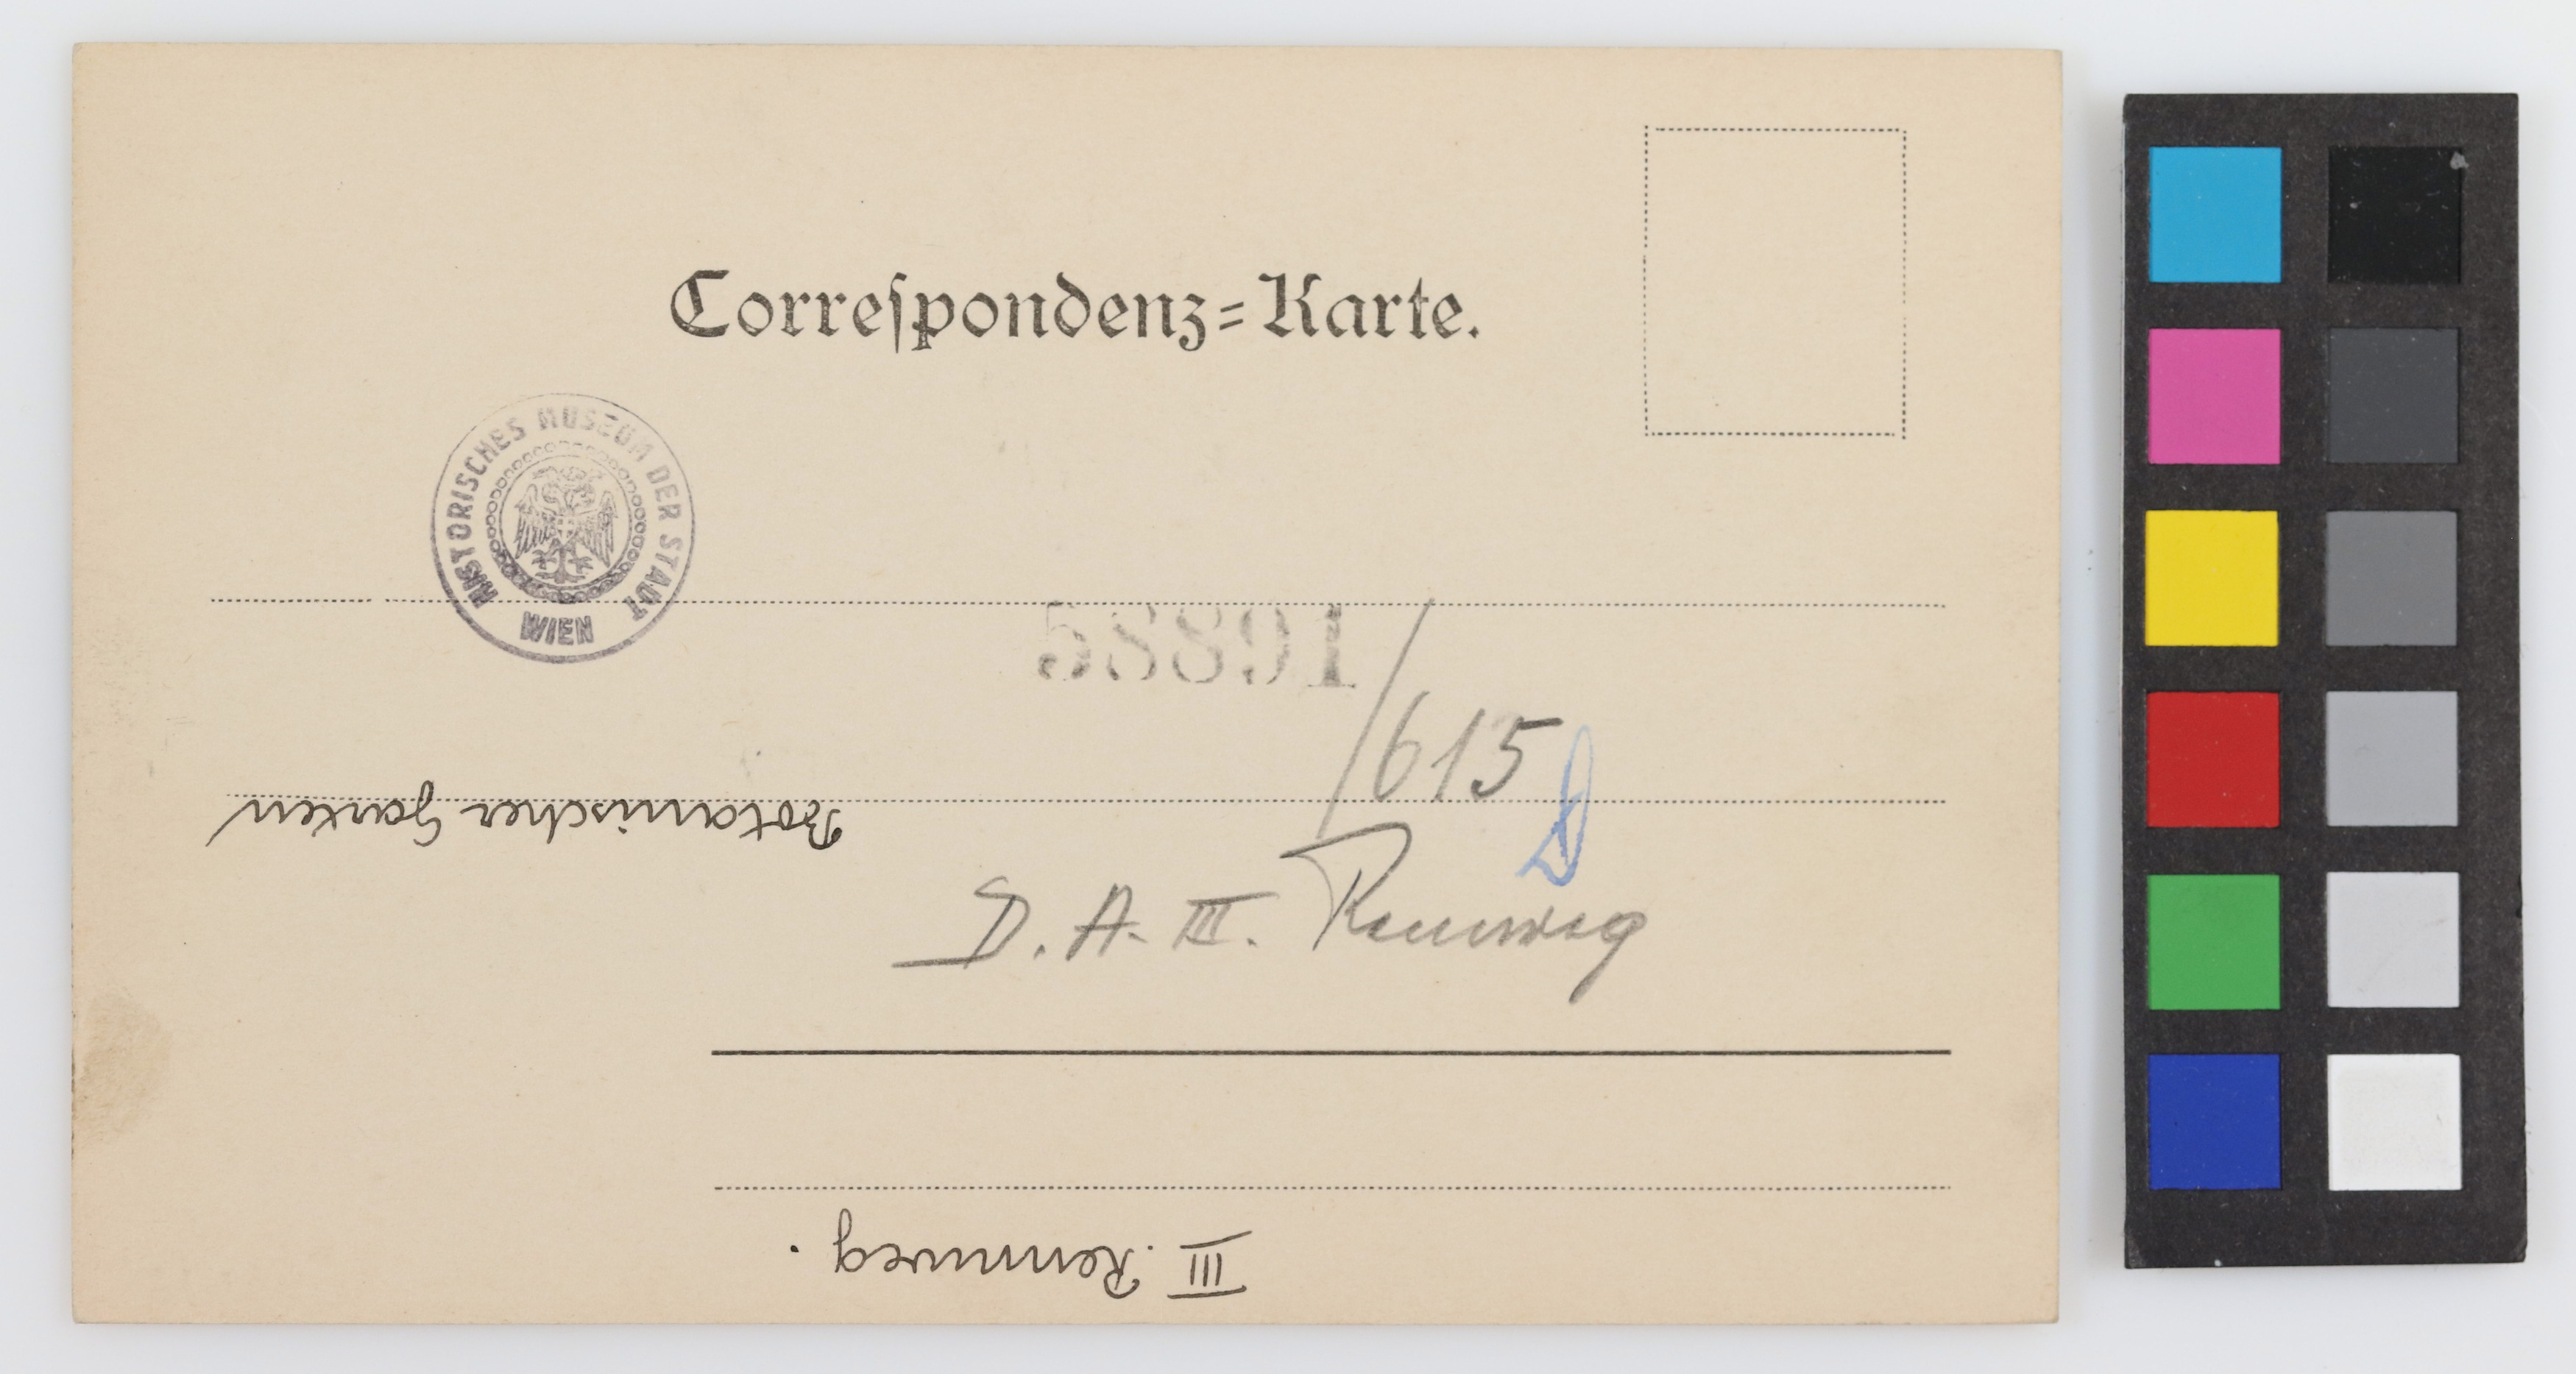 Correſpondenz=Karte.
HISTORISCHES MUSEUM DER STADT
WIEN
58891
/615
D
D. A. III. Rennweg
Botanischer Garten
III. Rennweg.